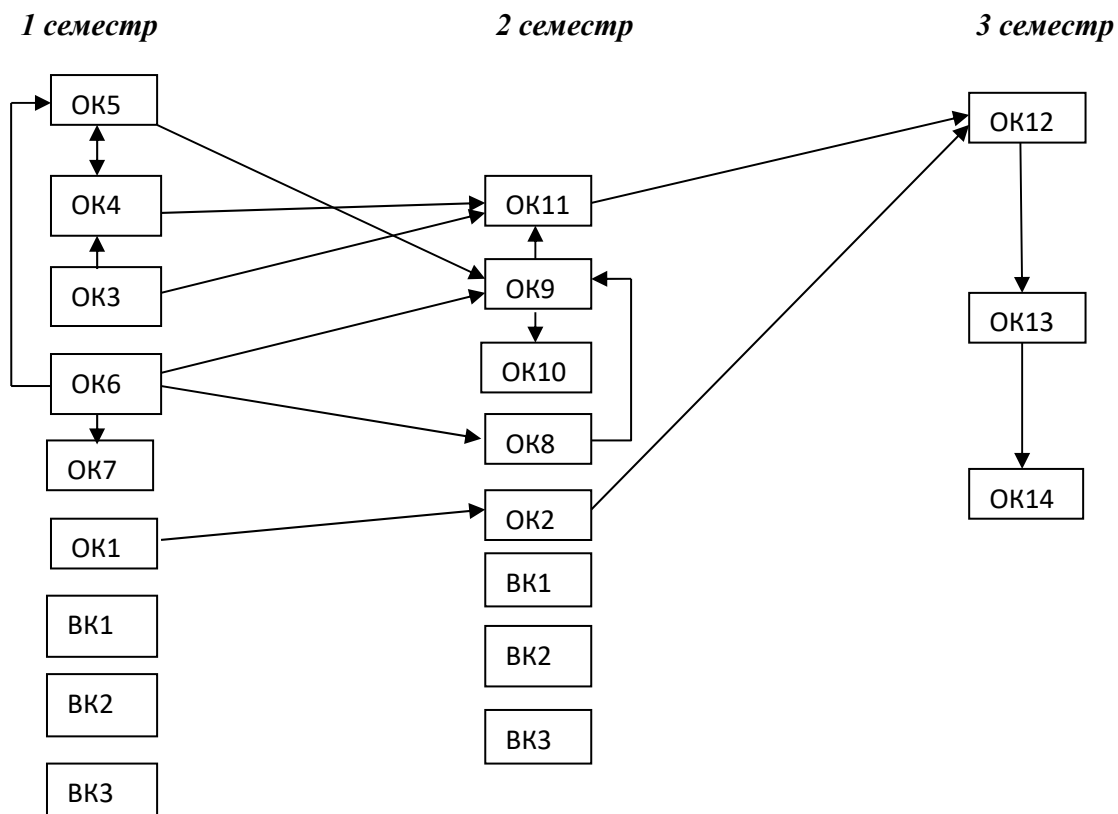 1 семестр
2 семестр
3 семестр
ОК5
ОК4
ОК3
ОК6
ОК7
ОК1
ВК1
ВК2
ВК3
ОК11
ОК9
ОК10
ОК8
ОК2
ВК1
ВК2
ВК3
ОК12
ОК13
ОК14